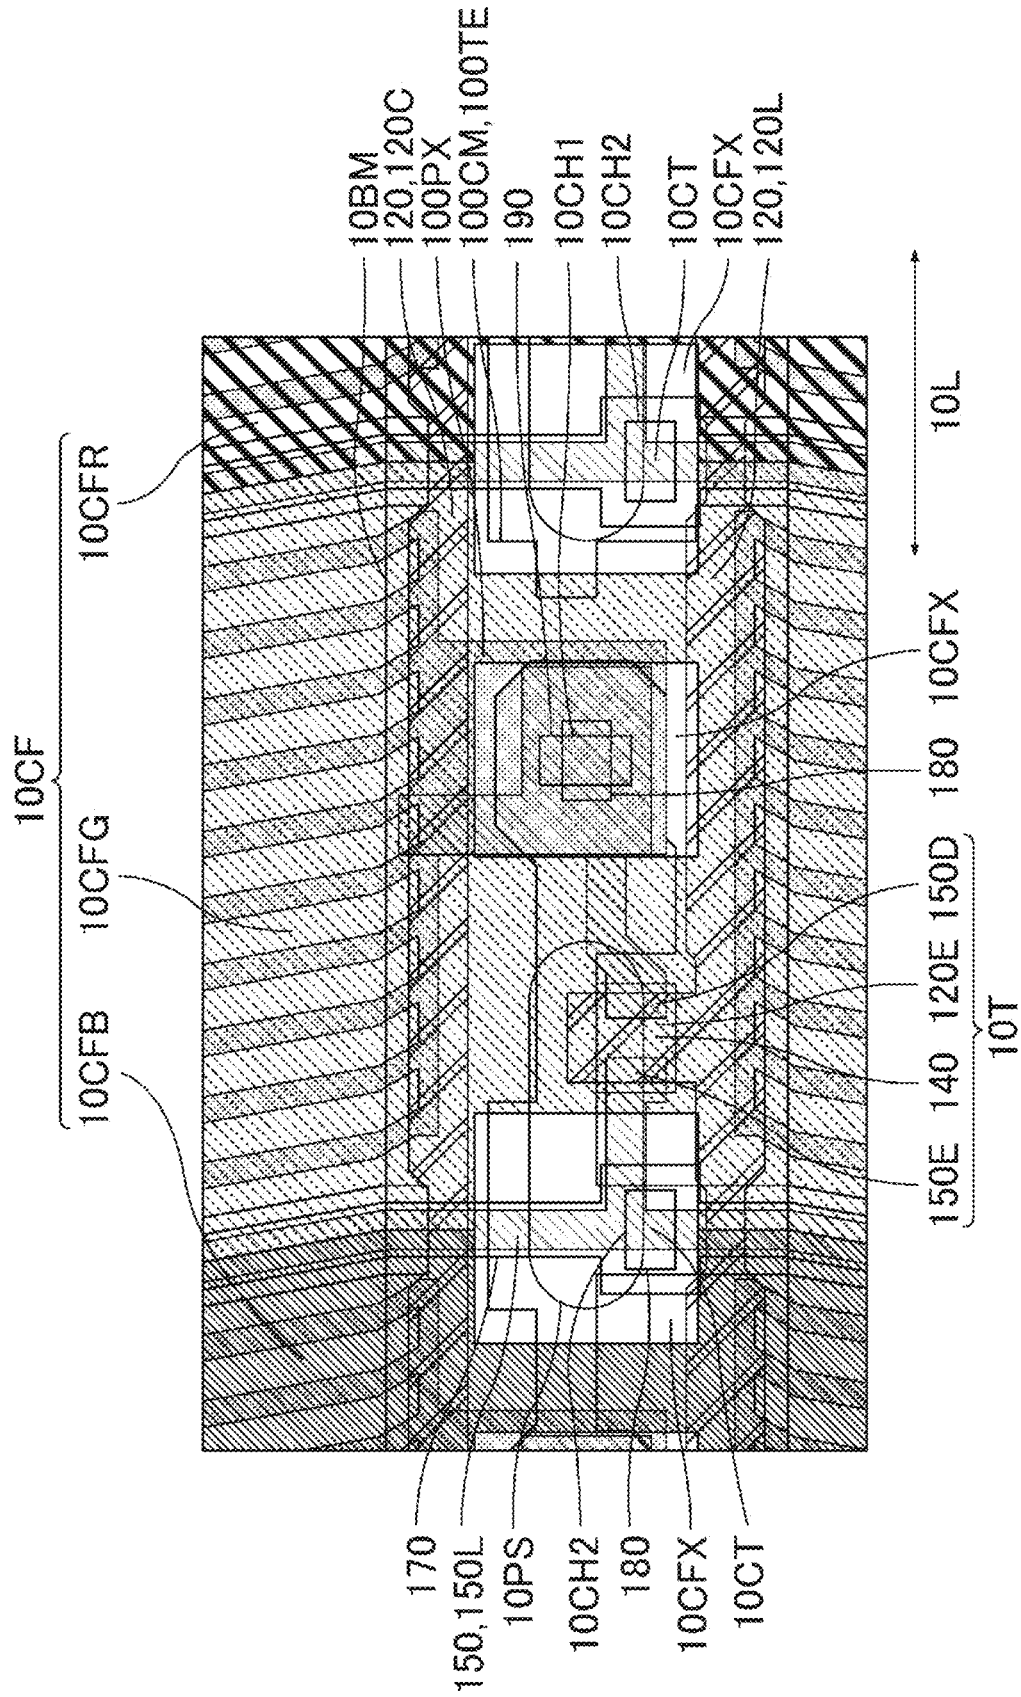 10CF
10CFB
10CFG
10CFR
10BM
120,120C
100PX
100CM,100TE
190
10CH1
10CH2
10CT
10CFX
120,120L
10L
170
150,150L
10PS
10CH2
180
10CFX
10CT
150E
140
120E
150D
180
10CFX
10T